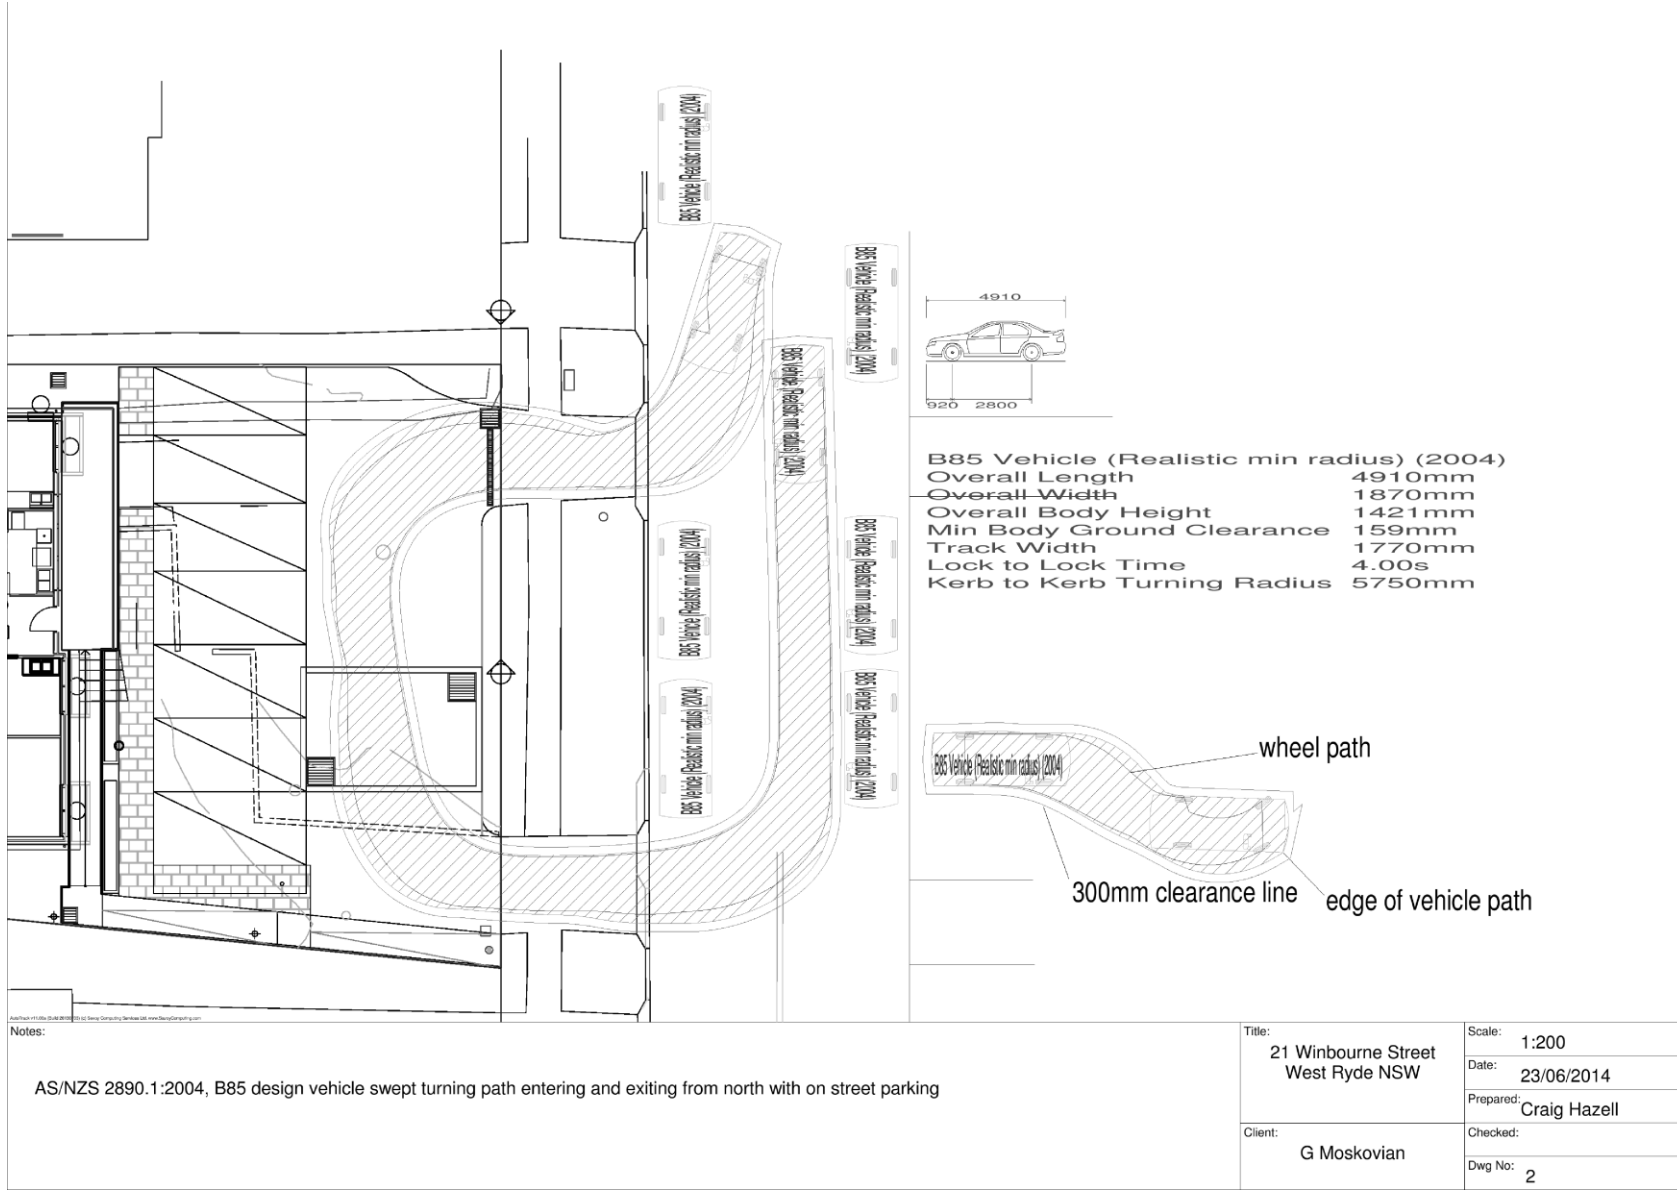 B85 Vehicle (Realistic min radius) (2004)
B85 Vehicle (Realistic min radius) (2004)
B85 Vehicle (Realistic min radius) (2004)
B85 Vehicle (Realistic min radius) (2004)
B85 Vehicle (Realistic min radius) (2004)
B85 Vehicle (Realistic min radius) (2004)
B85 Vehicle (Realistic min radius) (2004)
4910
920 2800
B85 Vehicle (Realistic min radius) (2004)
Overall Length 4910mm
Overall Width 1870mm
Overall Body Height 1421mm
Min Body Ground Clearance 159mm
Track Width 1770mm
Lock to Lock Time 4.00s
Kerb to Kerb Turning Radius 5750mm
B85 Vehicle (Realistic min radius) (2004)
wheel path
300mm clearance line
edge of vehicle path
Notes:
AS/NZS 2890.1:2004, B85 design vehicle swept turning path entering and exiting from north with on street parking
Title:
21 Winbourne Street
West Ryde NSW
Client:
G Moskovian
Scale: 1:200
Date: 23/06/2014
Prepared: Craig Hazell
Checked:
Dwg No: 2